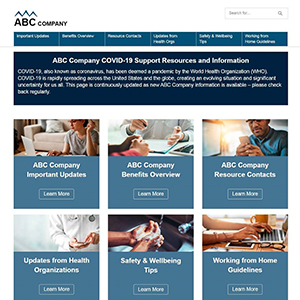 ABC COMPANY
Search for...
Important Updates
Benefits Overview
Resource Contacts
Updates from
Health Orgs
Safety & Wellbeing
Tips
Working from
Home Guidelines
ABC Company COVID-19 Support Resources and Information
COVID-19, also known as coronavirus, has been deemed a pandemic by the World Health Organization (WHO).
COVID-19 is rapidly spreading across the United States and the globe, creating an evolving situation and significant
uncertainty for us all. This page is continuously updated as new ABC Company information is available – please check
back regularly.
ABC Company
Important Updates
Learn More
ABC Company
Benefits Overview
Learn More
ABC Company
Resource Contacts
Learn More
Updates from Health
Organizations
Learn More
Safety & Wellbeing
Tips
Learn More
Working from Home
Guidelines
Learn More